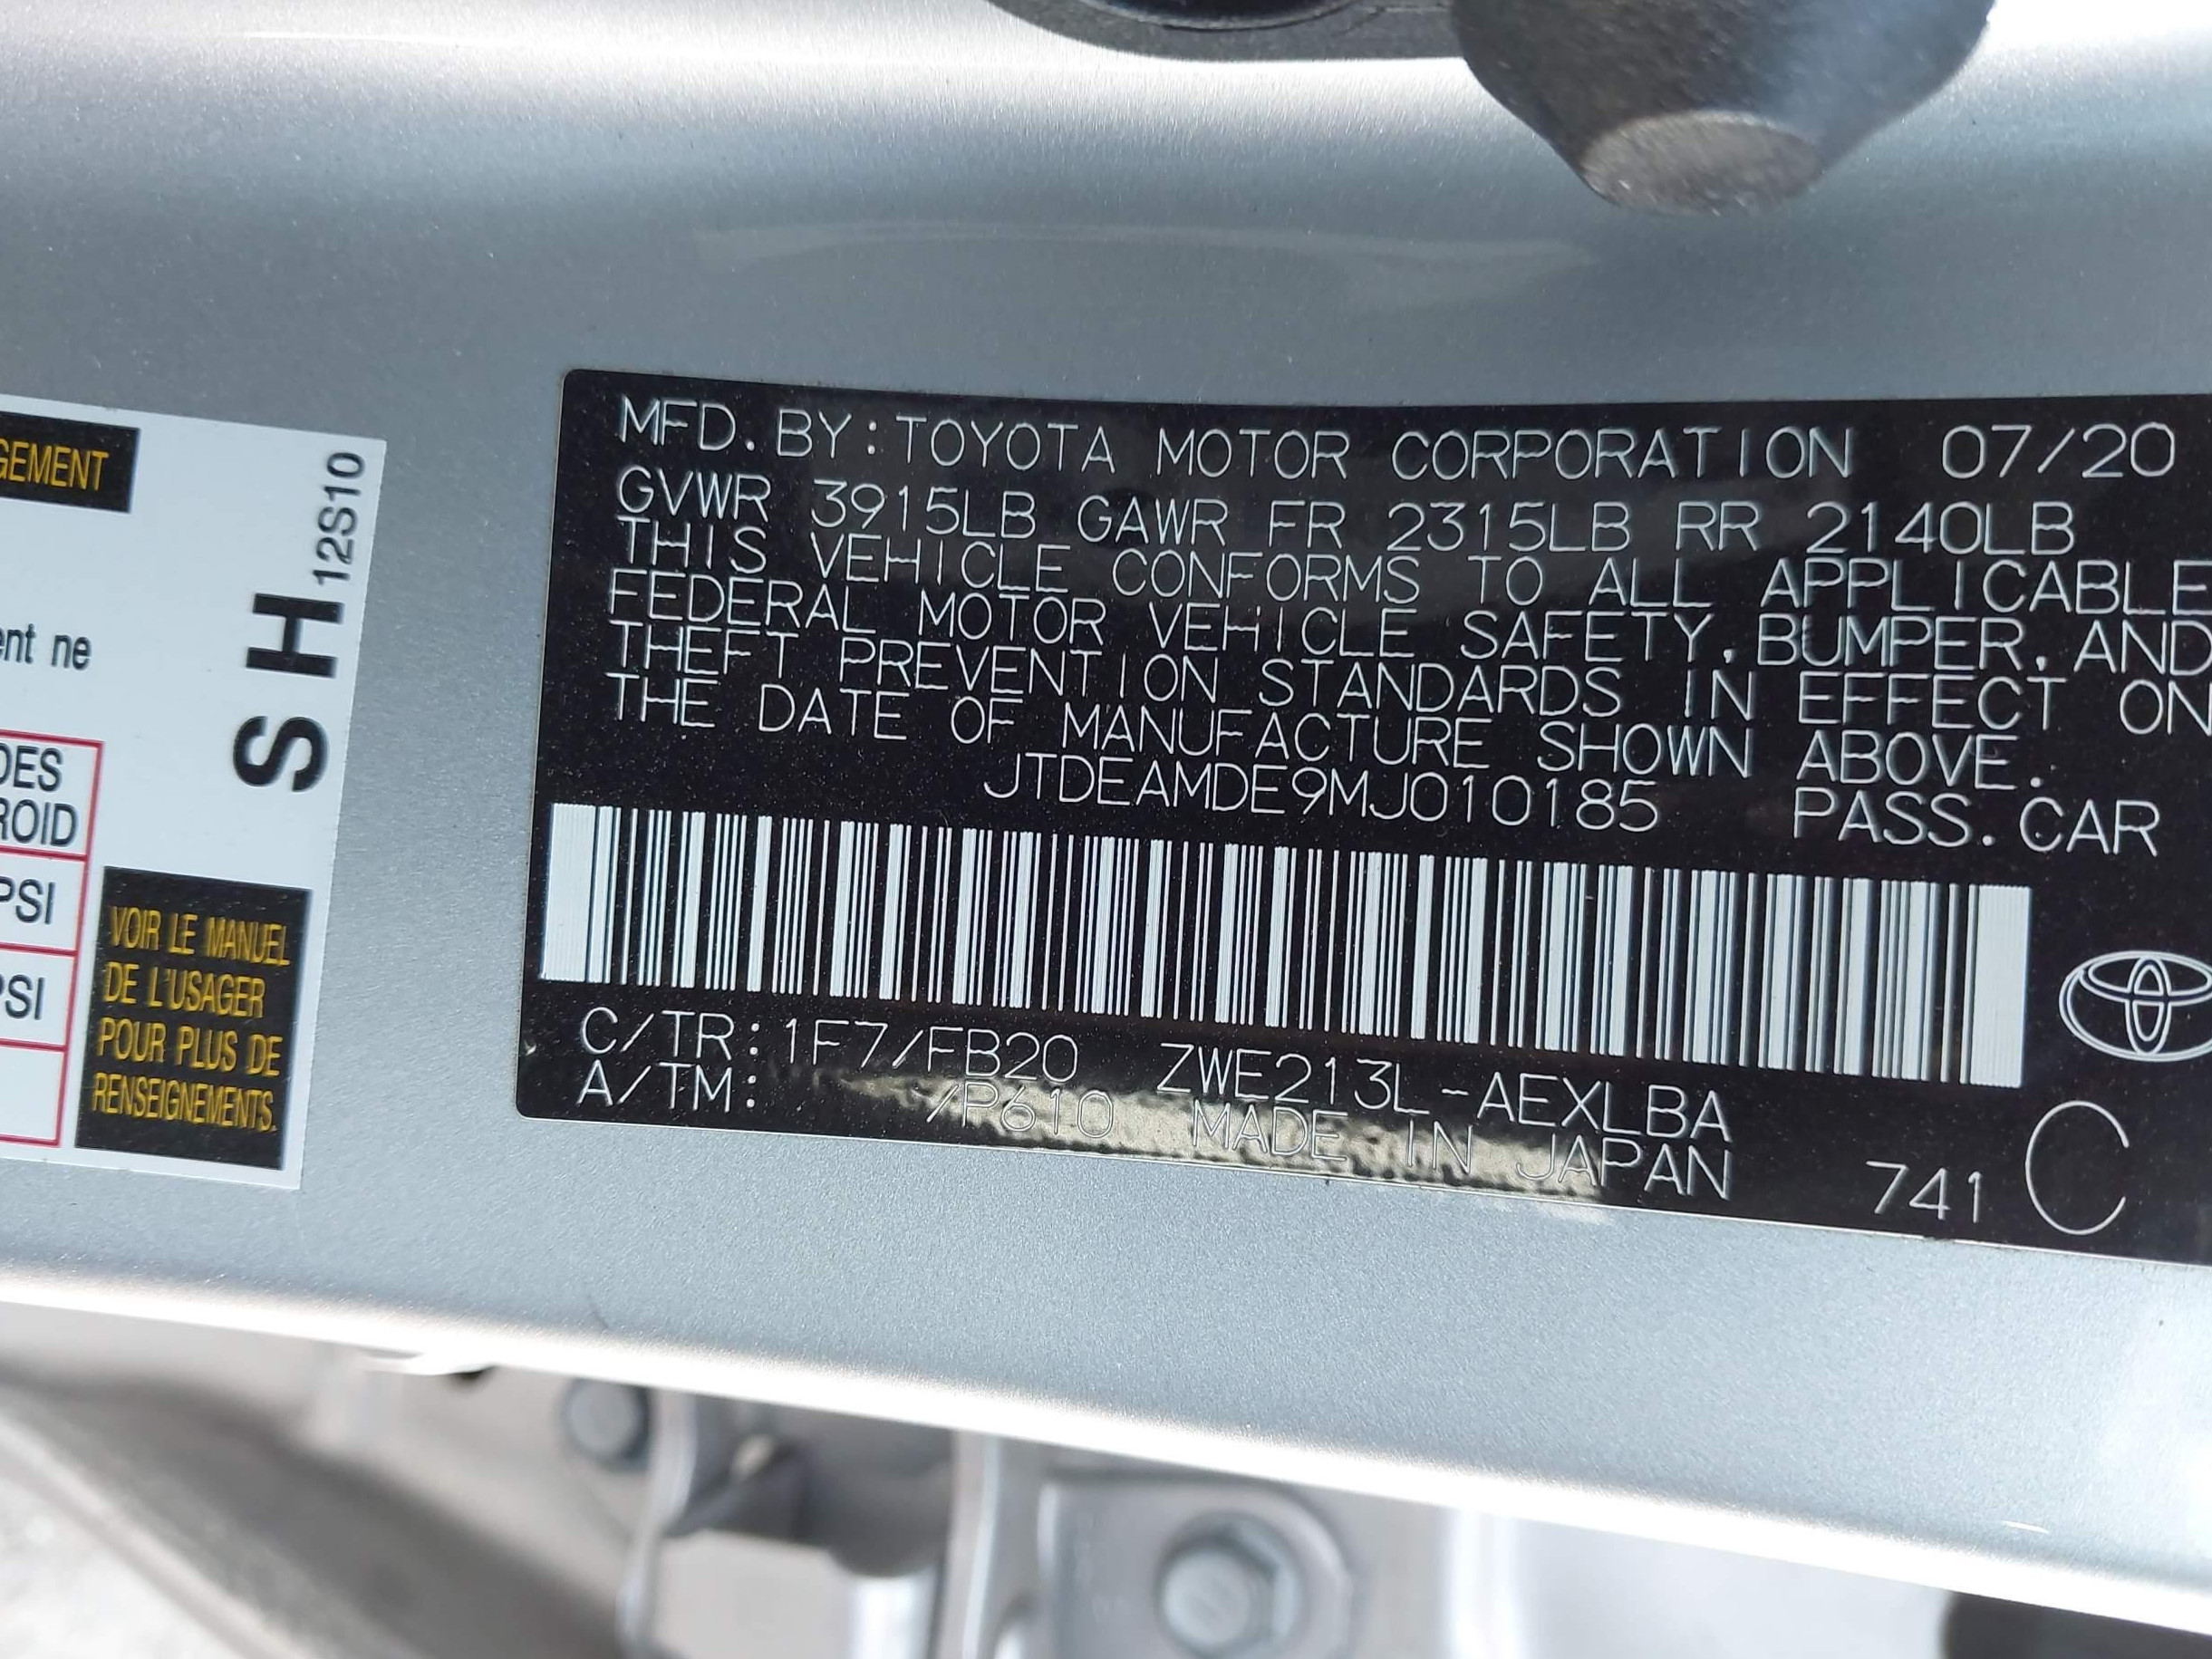 GEMENT
ent ne
DES
ROID
PSI
PSI
VOIR LE MANUEL
DE L'USAGER
POUR PLUS DE
RENSEIGNEMENTS.
S H 12S10
MFD. BY:TOYOTA MOTOR CORPORATION 07/20
GVWR 3915LB GAWR FR 2315LB RR 2140LB
THIS VEHICLE CONFORMS TO ALL APPLICABLE
FEDERAL MOTOR VEHICLE SAFETY, BUMPER, AND
THEFT PREVENTION STANDARDS IN EFFECT ON
THE DATE OF MANUFACTURE SHOWN ABOVE.
JTDEAMDE9MJ010185 PASS. CAR
C/TR:1F7/FB20 ZWE213L-AEXLBA
A/TM: /P610 MADE IN JAPAN 741 C